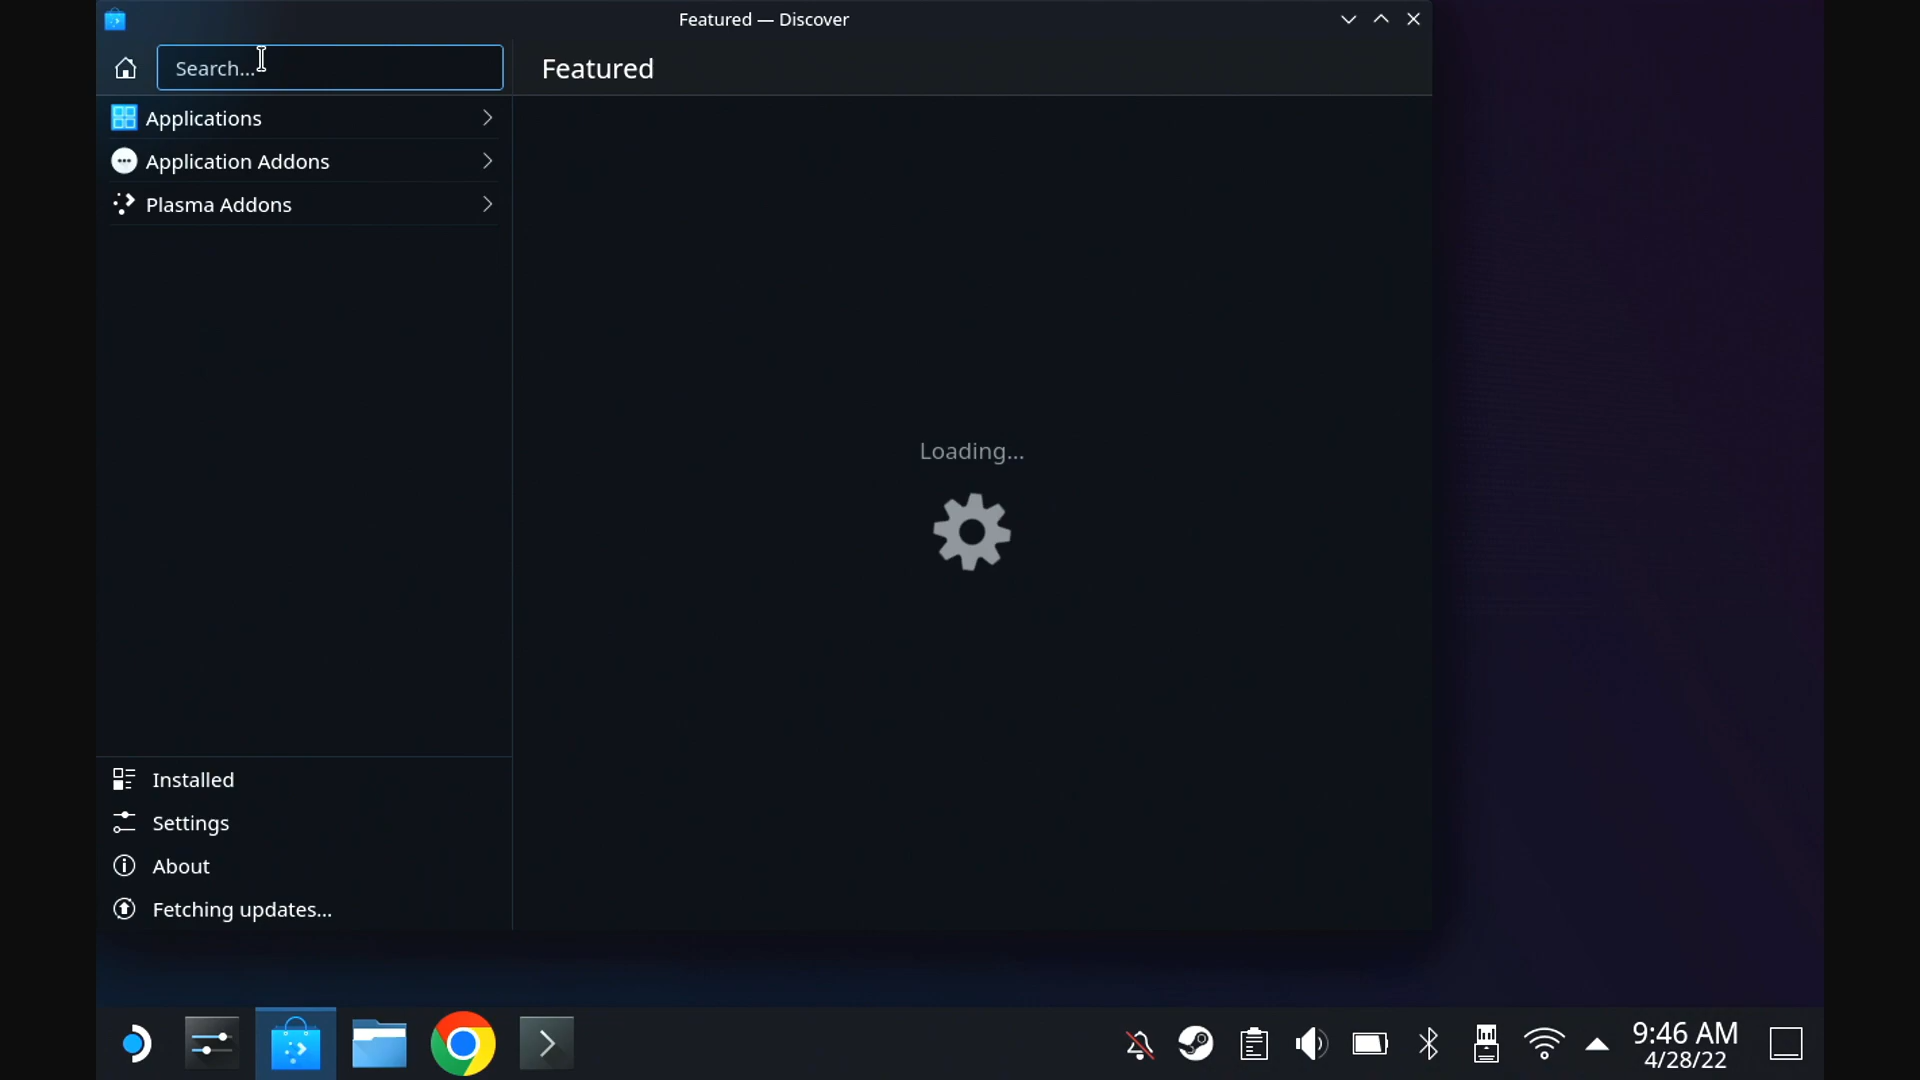 Featured — Discover
Search...
Featured
Applications
Application Addons
Plasma Addons
Loading...
Installed
Settings
About
Fetching updates...
9:46 AM
4/28/22